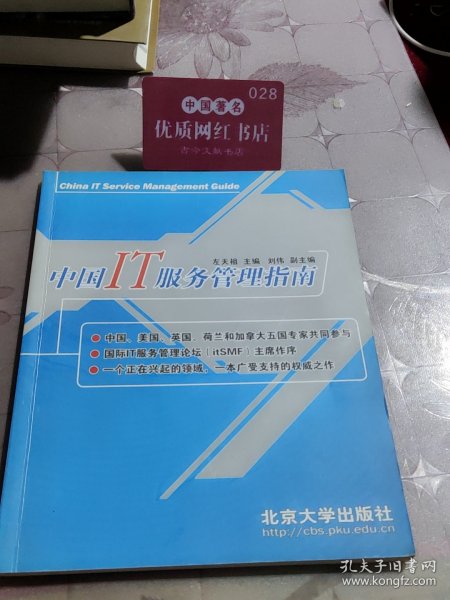 028
中国著名
优质网红书店
古今文献书店
China IT Service Management Guide
左天祖 主编 刘伟 副主编
中国IT服务管理指南
中国、美国、英国、荷兰和加拿大五国专家共同参与
国际IT服务管理论坛（itSMF）主席作序
一个正在兴起的领域，一本广受支持的权威之作
北京大学出版社
http://cbs.pku.edu.cn
孔夫子旧书网
www.kongfz.com